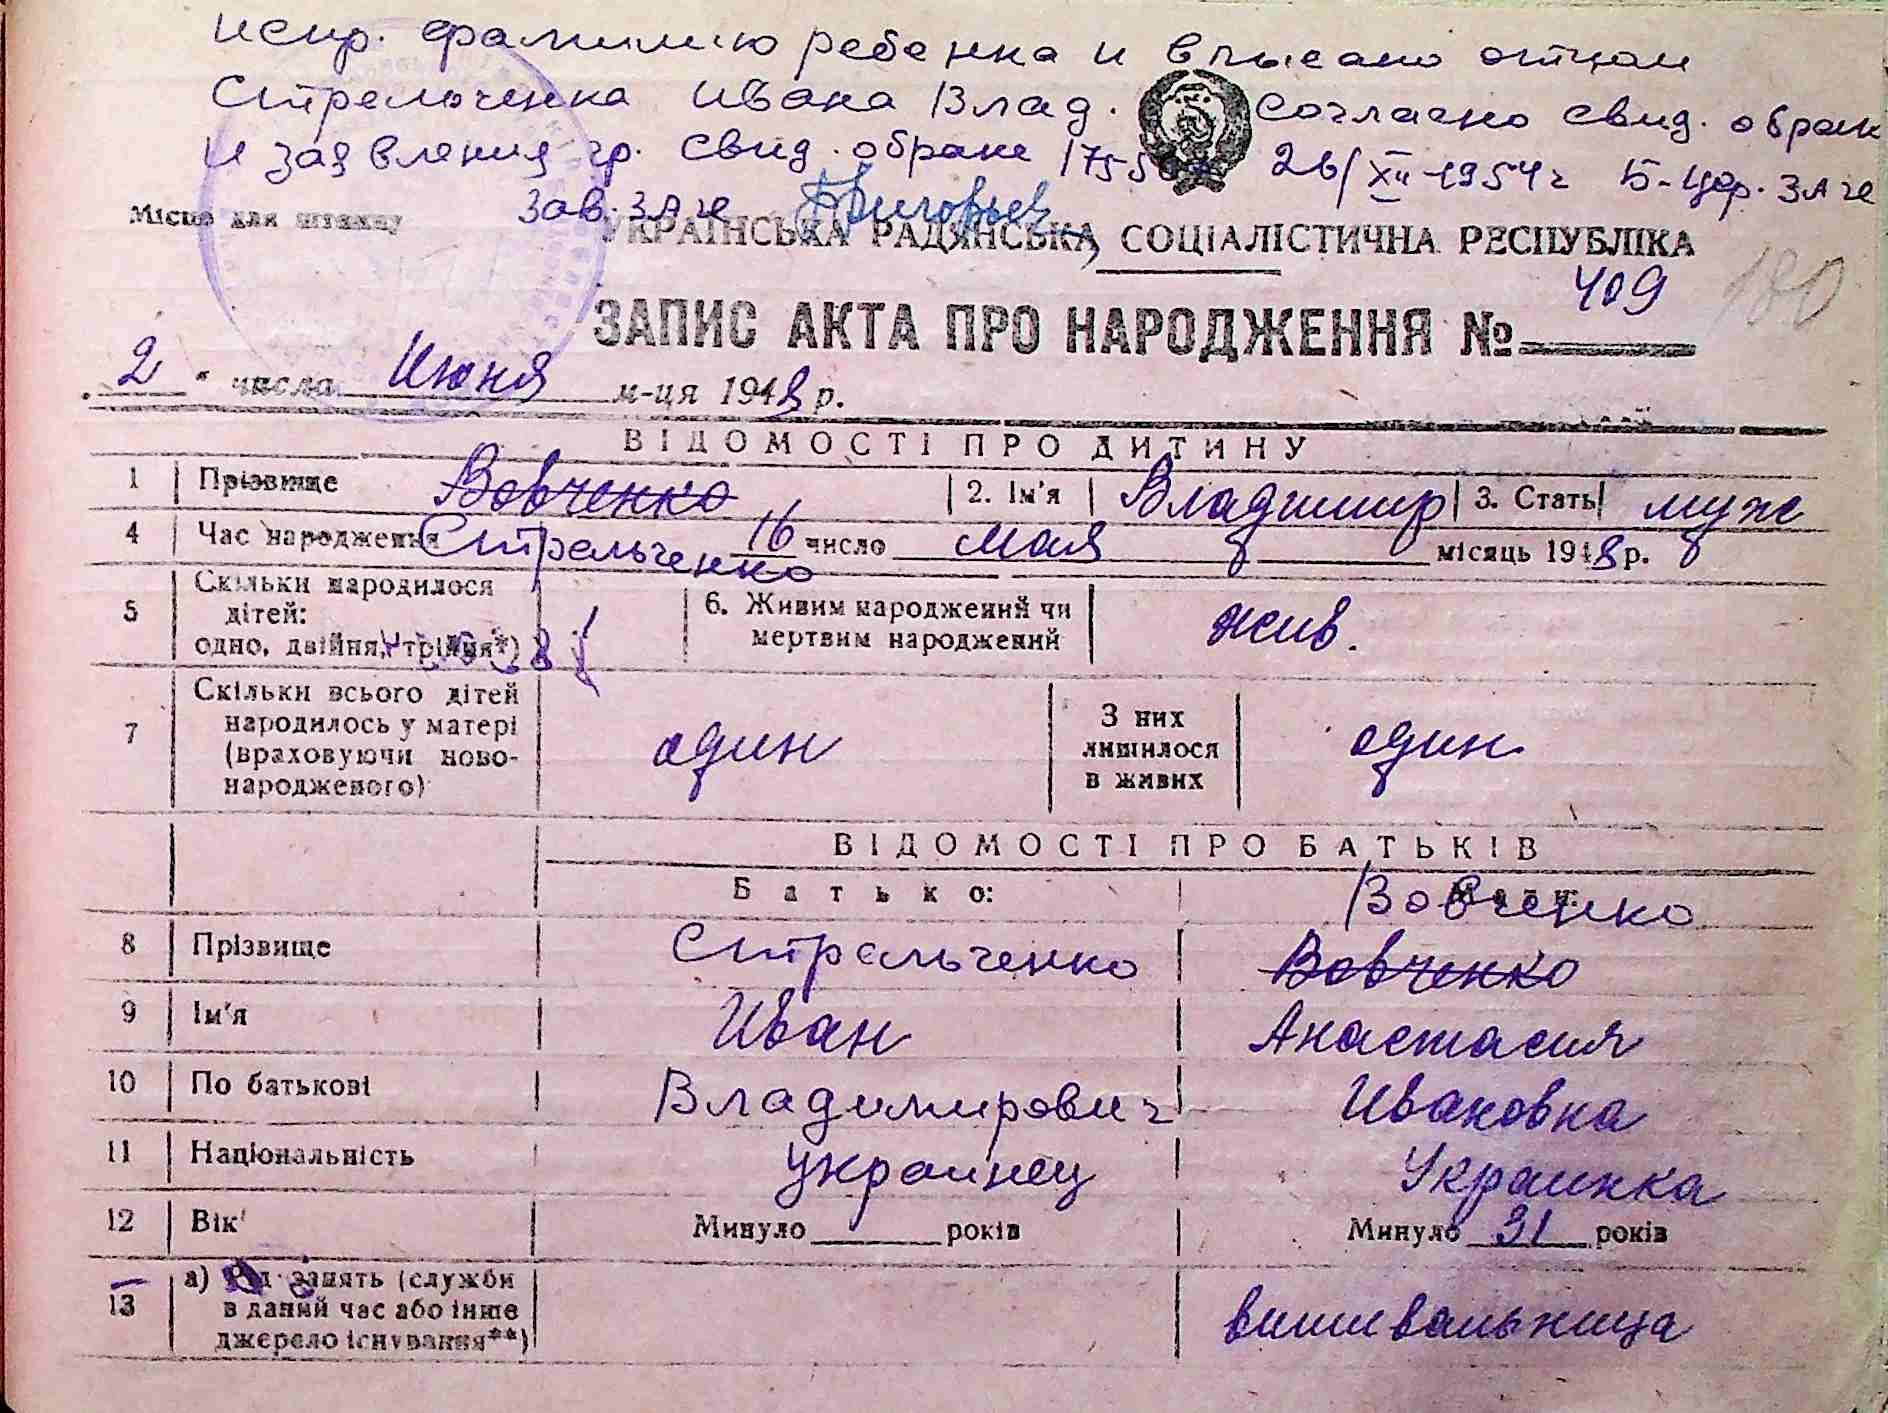 испр. фамилию ребенка и вписано отцом
Стрельченка Ивана Влад. согласно свид. о брак
и заявления гр. свид. о браке 26/XII-1954 г Б-Цер. ЗАГС
Місце для штампу зав. ЗАГС
УКРАЇНСЬКА РАДЯНСЬКА СОЦІАЛІСТИЧНА РЕСПУБЛІКА
409 180
ЗАПИС АКТА ПРО НАРОДЖЕННЯ №
„2“ числа Июня м-ця 1948 р.
ВІДОМОСТІ ПРО ДИТИНУ
1 Прізвище Вовченко 2. Ім'я Владимир 3. Стать муж
4 Час народження Стрельченко 16 число мая місяць 1948 р.
5 Скільки народилося дітей: одно, двійня, трійня*) 6. Живим народжений чи мертвим народжений жив.
7 Скільки всього дітей народилось у матері (враховуючи новонародженого) один З них лишилося в живих один
ВІДОМОСТІ ПРО БАТЬКІВ
Батько: Вовченко
8 Прізвище Стрельченко Вовченко
9 Ім'я Иван Анастасия
10 По батькові Владимирович Ивановна
11 Національність украинец Украинка
12 Вік Минуло ____ років Минуло 31 років
13 а) Рід занять (служби в даний час або інше джерело існування**) вишивальница